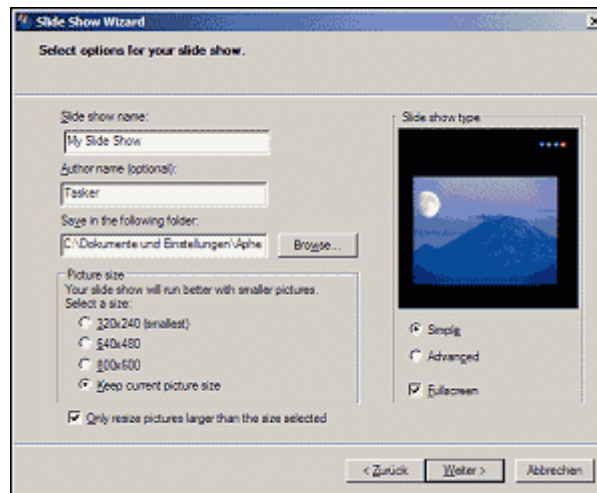 Slide Show Wizard
Select options for your slide show.
Slide show name:
My Slide Show
Author name (optional):
Tasker
Save in the following folder:
C:\Dokumente und Einstellungen\Aphe
Browse...
Picture size
Your slide show will run better with smaller pictures.
Select a size:
320x240 (smallest)
640x480
800x600
Keep current picture size
Only resize pictures larger than the size selected
Slide show type
Simple
Advanced
Fullscreen
< Zurück
Weiter >
Abbrechen